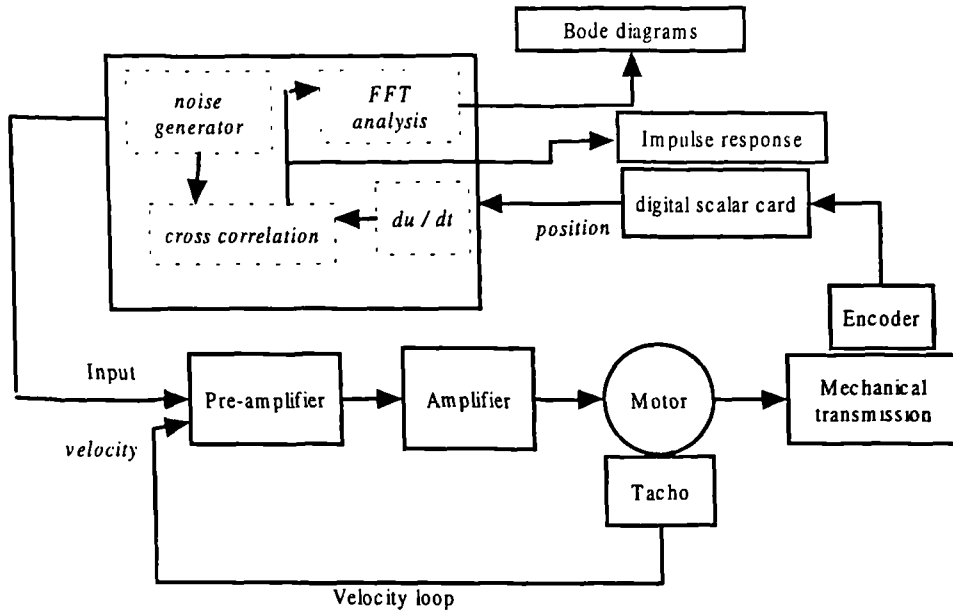 Bode diagrams
noise
generator
FFT
analysis
Impulse response
cross correlation
du / dt
position
digital scalar card
Encoder
Input
Pre-amplifier
Amplifier
Motor
Mechanical
transmission
velocity
Tacho
Velocity loop